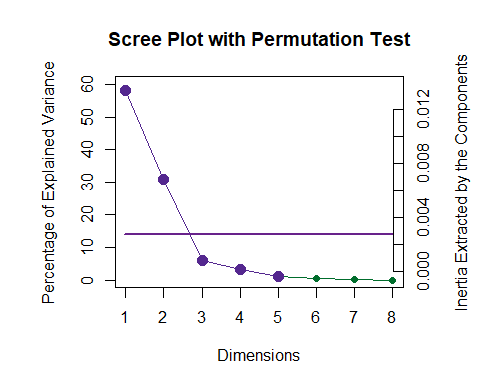 Scree Plot with Permutation Test
Percentage of Explained Variance
60
50
40
30
20
10
0
0.012
0.008
0.004
0.000
Inertia Extracted by the Components
1 2 3 4 5 6 7 8
Dimensions